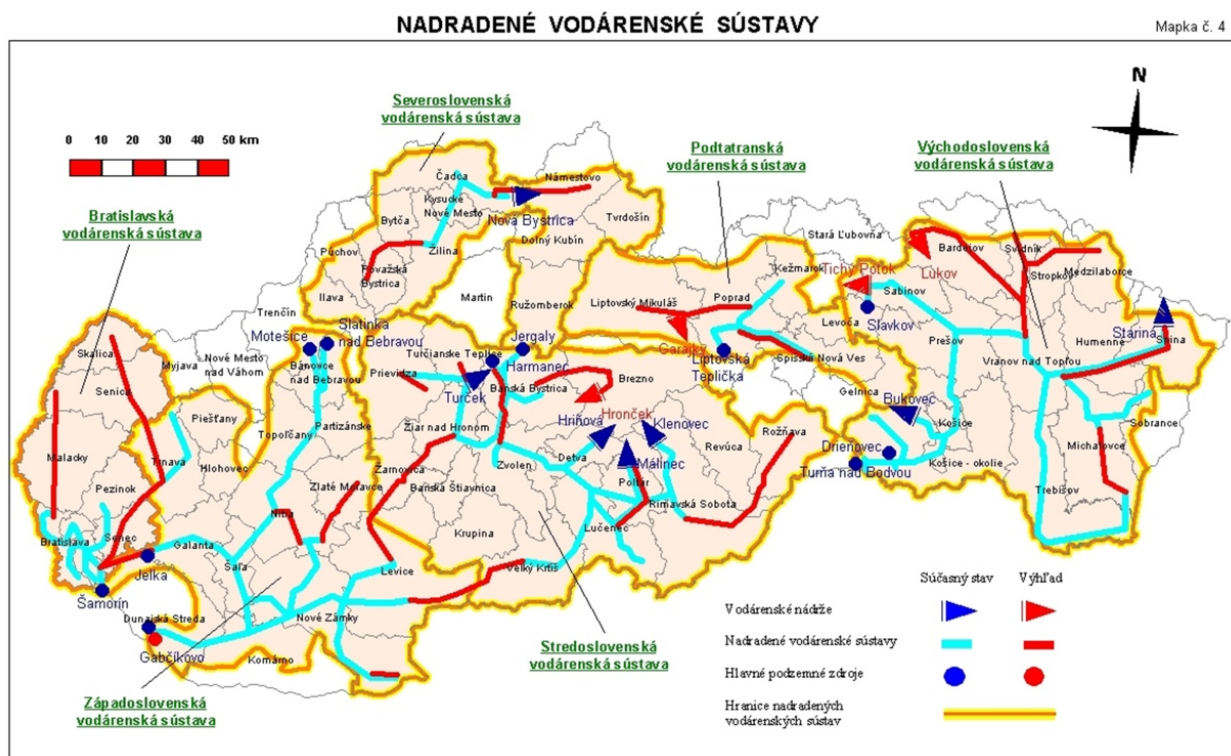 NADRADENÉ VODÁRENSKÉ SÚSTAVY
Mapka č. 4
N
0 10 20 30 40 50 km
Severoslovenská
vodárenská sústava
Podtatranská
vodárenská sústava
Východoslovenská
vodárenská sústava
Bratislavská
vodárenská sústava
Čadca
Námestovo
Kysucké
Nové Mesto
Nová Bystrica
Tvrdošín
Bytča
Žilina
Dolný Kubín
Púchov
Považská
Bystrica
Ilava
Martin
Ružomberok
Trenčín
Stará Ľubovňa
Kežmarok
Liptovský Mikuláš
Poprad
Levoča
Garajky
Liptovská
Teplička
Spišská Nová Ves
Gelnica
Tichý Potok
Lukov
Bardejov
Svidník
Stropkov
Medzilaborce
Sabinov
Slavkov
Prešov
Vranov nad Topľou
Humenné
Starina
Snina
Sobrance
Michalovce
Trebišov
Bukovec
Košice
Košice - okolie
Drienovec
Turňa nad Bodvou
Motešice
Slatinka
nad Bebravou
Bánovce
nad Bebravou
Myjava
Nové Mesto
nad Váhom
Skalica
Senica
Piešťany
Topoľčany
Partizánske
Prievidza
Turčianske Teplice
Jergaly
Harmanec
Turček
Banská Bystrica
Brezno
Hronček
Hriňová
Klenovec
Málinec
Revúca
Rožňava
Žiar nad Hronom
Zvolen
Detva
Poltár
Rimavská Sobota
Lučenec
Žarnovica
Banská Štiavnica
Krupina
Veľký Krtíš
Malacky
Pezinok
Trnava
Hlohovec
Zlaté Moravce
Nitra
Bratislava
Senec
Galanta
Jelka
Šaľa
Levice
Šamorín
Dunajská Streda
Nové Zámky
Gabčíkovo
Komárno
Západoslovenská
vodárenská sústava
Stredoslovenská
vodárenská sústava
Súčasný stav Výhľad
Vodárenské nádrže
Nadradené vodárenské sústavy
Hlavné podzemné zdroje
Hranice nadradených
vodárenských sústav